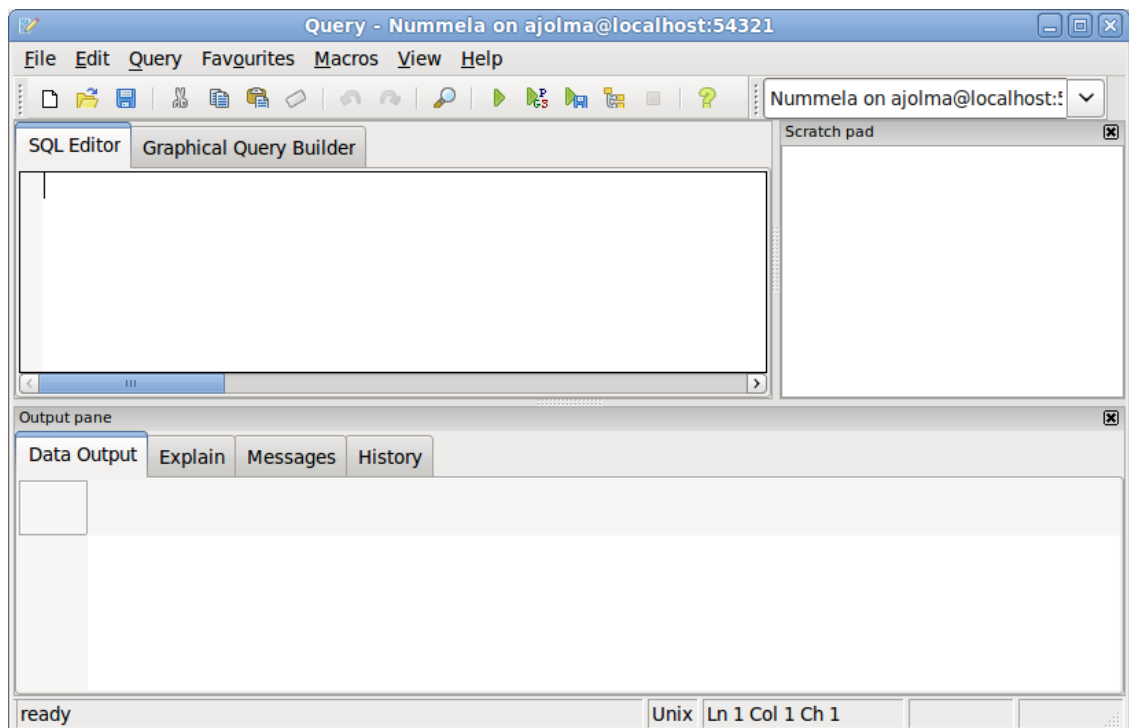 Query - Nummela on ajolma@localhost:54321
File Edit Query Favourites Macros View Help
Nummela on ajolma@localhost:5
SQL Editor Graphical Query Builder
Scratch pad
Output pane
Data Output Explain Messages History
ready Unix Ln 1 Col 1 Ch 1